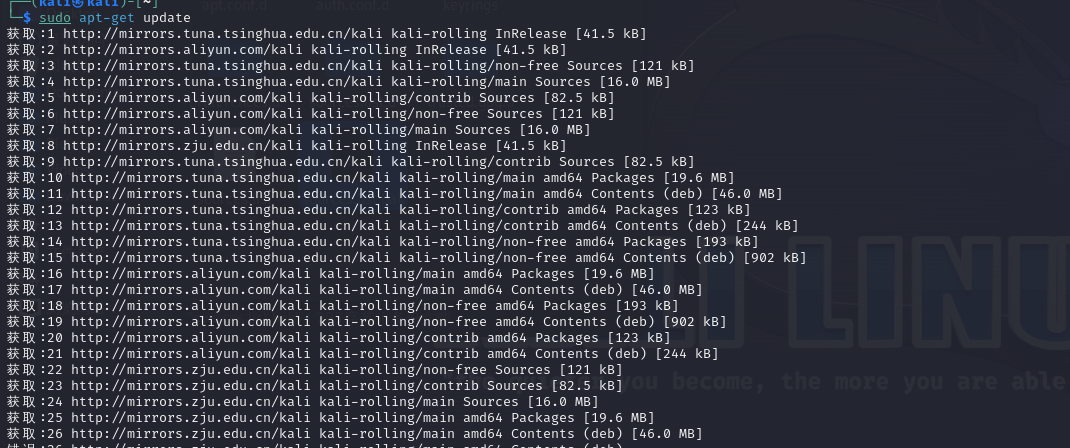 apt.conf.d auth.conf.d keyrings
┌──(kali㉿kali)-[~]
└─$ sudo apt-get update
获取:1 http://mirrors.tuna.tsinghua.edu.cn/kali kali-rolling InRelease [41.5 kB]
获取:2 http://mirrors.aliyun.com/kali kali-rolling InRelease [41.5 kB]
获取:3 http://mirrors.tuna.tsinghua.edu.cn/kali kali-rolling/non-free Sources [121 kB]
获取:4 http://mirrors.tuna.tsinghua.edu.cn/kali kali-rolling/main Sources [16.0 MB]
获取:5 http://mirrors.aliyun.com/kali kali-rolling/contrib Sources [82.5 kB]
获取:6 http://mirrors.aliyun.com/kali kali-rolling/non-free Sources [121 kB]
获取:7 http://mirrors.aliyun.com/kali kali-rolling/main Sources [16.0 MB]
获取:8 http://mirrors.zju.edu.cn/kali kali-rolling InRelease [41.5 kB]
获取:9 http://mirrors.tuna.tsinghua.edu.cn/kali kali-rolling/contrib Sources [82.5 kB]
获取:10 http://mirrors.tuna.tsinghua.edu.cn/kali kali-rolling/main amd64 Packages [19.6 MB]
获取:11 http://mirrors.tuna.tsinghua.edu.cn/kali kali-rolling/main amd64 Contents (deb) [46.0 MB]
获取:12 http://mirrors.tuna.tsinghua.edu.cn/kali kali-rolling/contrib amd64 Packages [123 kB]
获取:13 http://mirrors.tuna.tsinghua.edu.cn/kali kali-rolling/contrib amd64 Contents (deb) [244 kB]
获取:14 http://mirrors.tuna.tsinghua.edu.cn/kali kali-rolling/non-free amd64 Packages [193 kB]
获取:15 http://mirrors.tuna.tsinghua.edu.cn/kali kali-rolling/non-free amd64 Contents (deb) [902 kB]
获取:16 http://mirrors.aliyun.com/kali kali-rolling/main amd64 Packages [19.6 MB]
获取:17 http://mirrors.aliyun.com/kali kali-rolling/main amd64 Contents (deb) [46.0 MB]
获取:18 http://mirrors.aliyun.com/kali kali-rolling/non-free amd64 Packages [193 kB]
获取:19 http://mirrors.aliyun.com/kali kali-rolling/non-free amd64 Contents (deb) [902 kB]
获取:20 http://mirrors.aliyun.com/kali kali-rolling/contrib amd64 Packages [123 kB]
获取:21 http://mirrors.aliyun.com/kali kali-rolling/contrib amd64 Contents (deb) [244 kB]
获取:22 http://mirrors.zju.edu.cn/kali kali-rolling/non-free Sources [121 kB]
获取:23 http://mirrors.zju.edu.cn/kali kali-rolling/contrib Sources [82.5 kB]
获取:24 http://mirrors.zju.edu.cn/kali kali-rolling/main Sources [16.0 MB]
获取:25 http://mirrors.zju.edu.cn/kali kali-rolling/main amd64 Packages [19.6 MB]
获取:26 http://mirrors.zju.edu.cn/kali kali-rolling/main amd64 Contents (deb) [46.0 MB]
LINU
you become, the more you are able